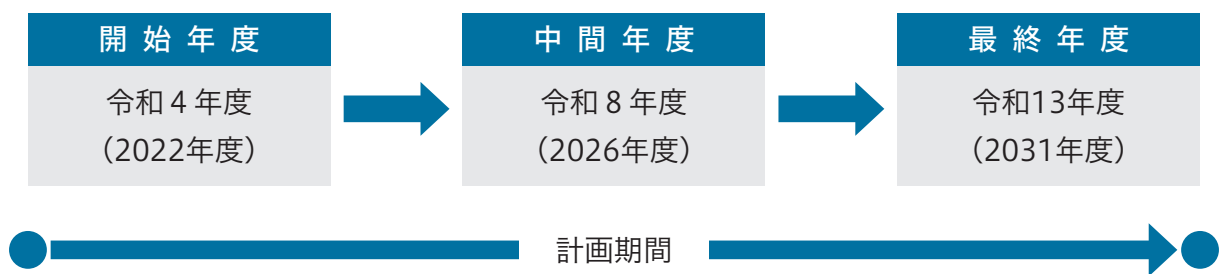 開始年度
令和4年度
（2022年度）
中間年度
令和8年度
（2026年度）
最終年度
令和13年度
（2031年度）
計画期間